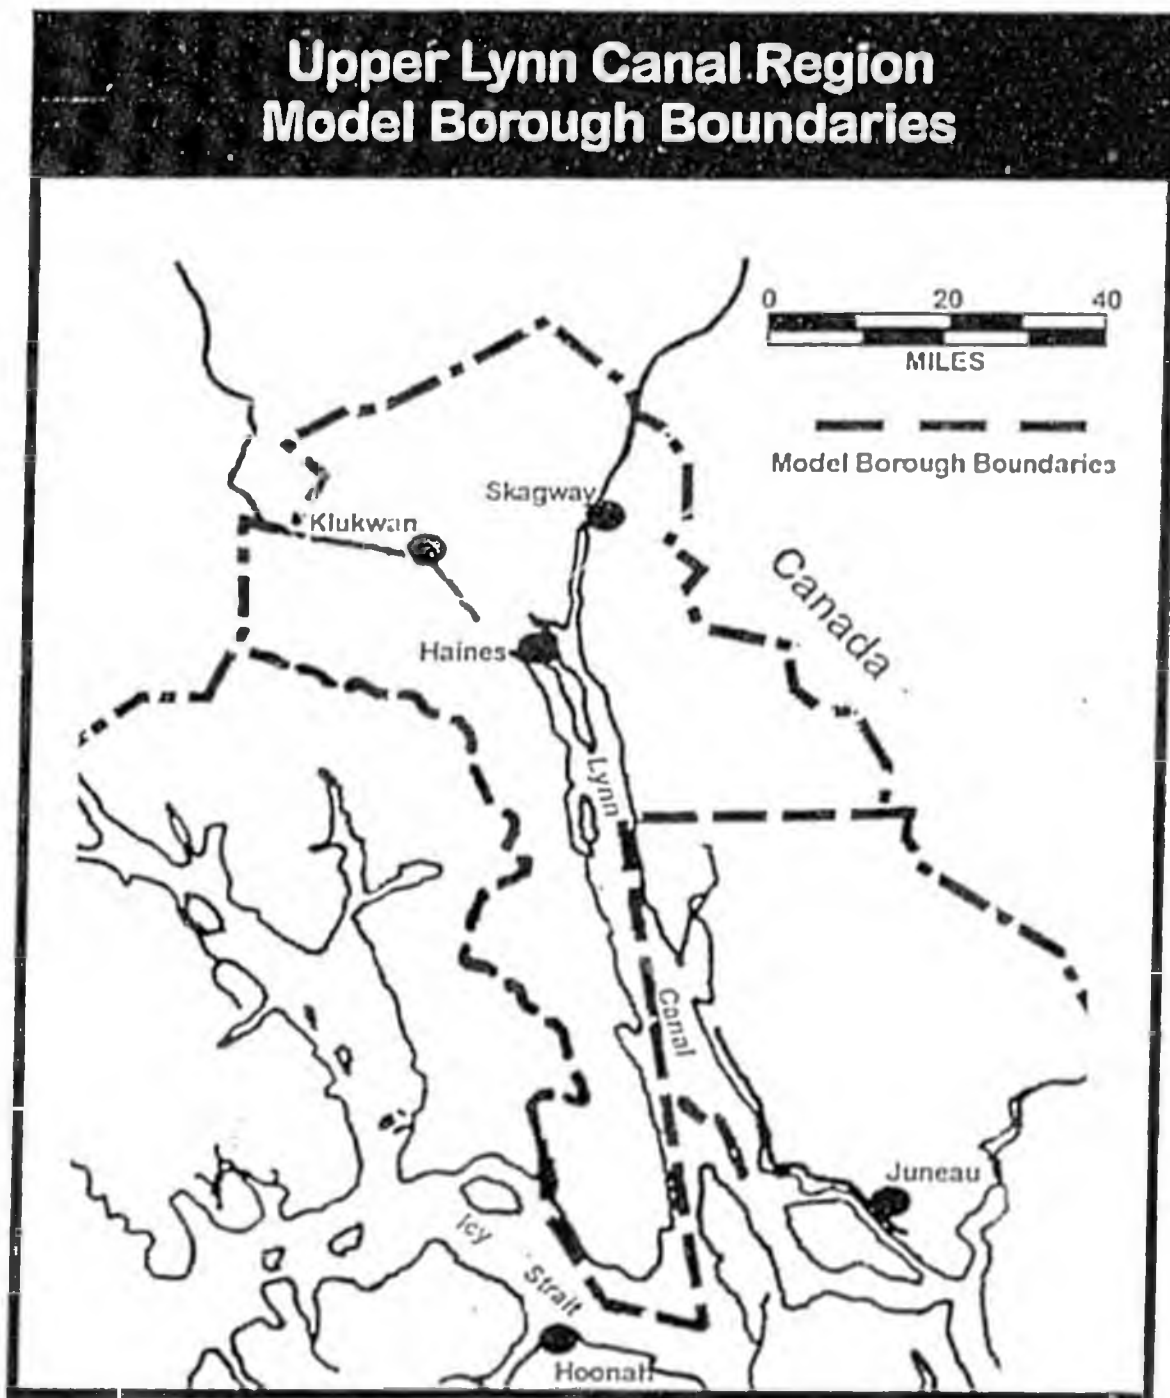 Upper Lynn Canal Region
Model Borough Boundaries
0 20 40
MILES
Model Borough Boundaries
Skagway
Klukwan
Canada
Haines
Lynn
Canal
Juneau
Icy
Strait
Hoonah